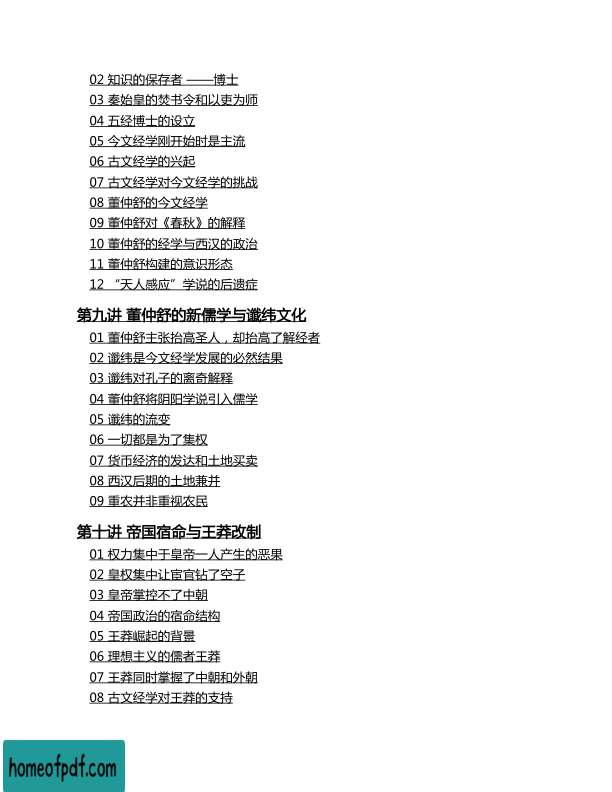 02 知识的保存者 ——博士
03 秦始皇的焚书令和以吏为师
04 五经博士的设立
05 今文经学刚开始时是主流
06 古文经学的兴起
07 古文经学对今文经学的挑战
08 董仲舒的今文经学
09 董仲舒对《春秋》的解释
10 董仲舒的经学与西汉的政治
11 董仲舒构建的意识形态
12 “天人感应”学说的后遗症
第九讲 董仲舒的新儒学与谶纬文化
01 董仲舒主张抬高圣人，却抬高了解经者
02 谶纬是今文经学发展的必然结果
03 谶纬对孔子的离奇解释
04 董仲舒将阴阳学说引入儒学
05 谶纬的流变
06 一切都是为了集权
07 货币经济的发达和土地买卖
08 西汉后期的土地兼并
09 重农并非重视农民
第十讲 帝国宿命与王莽改制
01 权力集中于皇帝一人产生的恶果
02 皇权集中让宦官钻了空子
03 皇帝掌控不了中朝
04 帝国政治的宿命结构
05 王莽崛起的背景
06 理想主义的儒者王莽
07 王莽同时掌握了中朝和外朝
08 古文经学对王莽的支持
homeofpdf.com